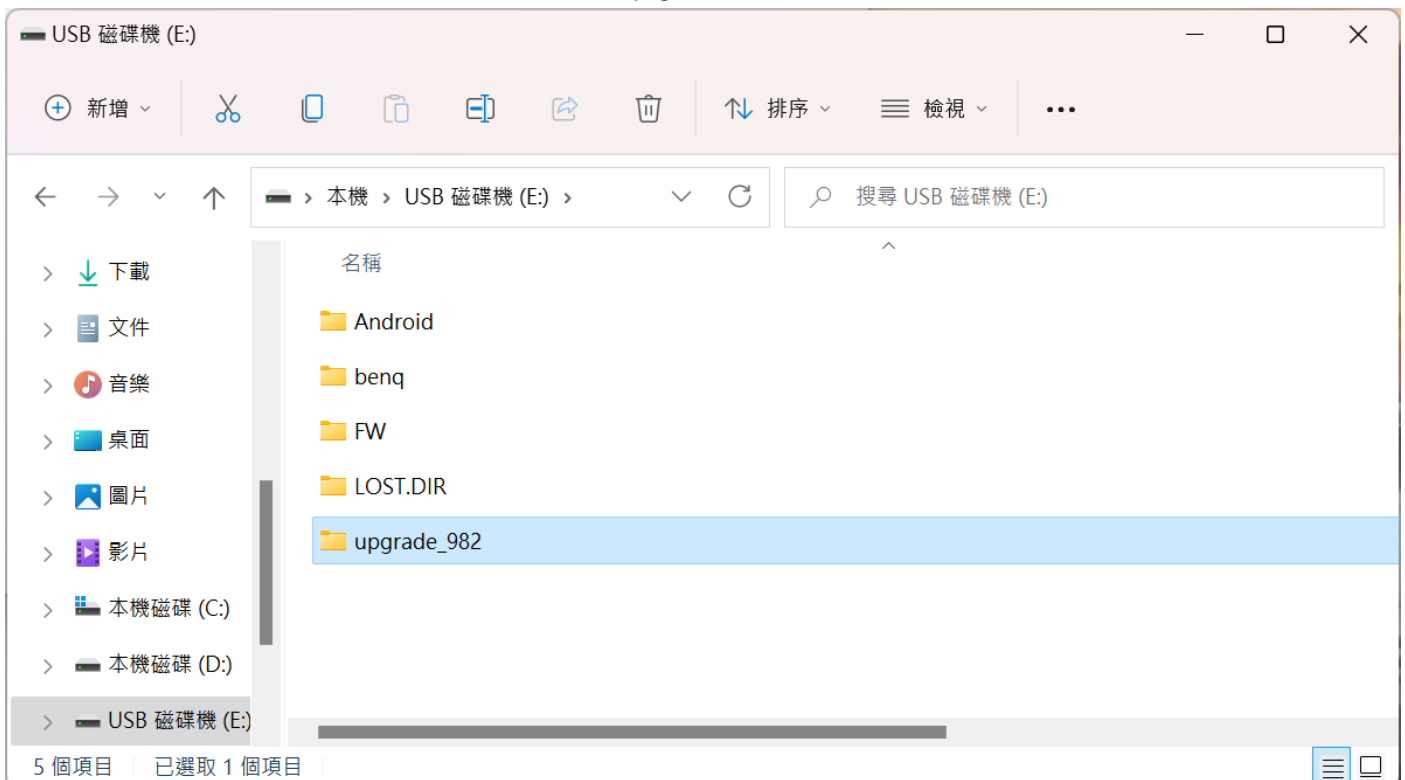 USB 磁碟機 (E:)
新增 排序 檢視
本機 USB 磁碟機 (E:) 搜尋 USB 磁碟機 (E:)
名稱
下載
文件
音樂
桌面
圖片
影片
本機磁碟 (C:)
本機磁碟 (D:)
USB 磁碟機 (E:)
Android
benq
FW
LOST.DIR
upgrade_982
5 個項目 已選取 1 個項目